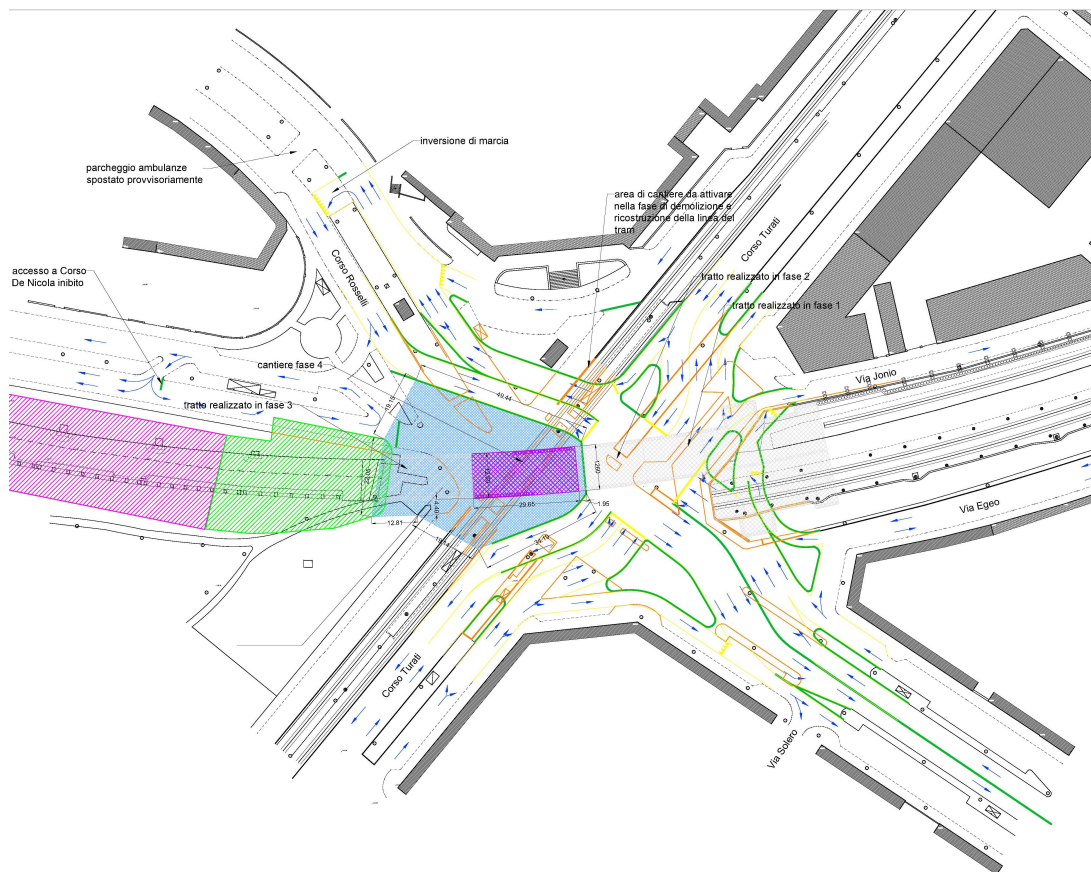 inversione di marcia
parcheggio ambulanze
spostato provvisoriamente
area di cantiere da attivare
nella fase di demolizione e
ricostruzione della linea del
tram
Corso Turati
Corso Rosselli
accesso a Corso
De Nicola inibito
tratto realizzato in fase 2
tratto realizzato in fase 1
cantiere fase 4
Via Jonio
tratto realizzato in fase 3
49.44
1260
29.65
1.95
4.40
12.81
Via Egeo
Corso Turati
Via Solero